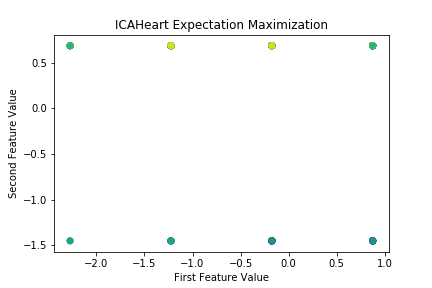 ICAHeart Expectation Maximization
Second Feature Value
0.5
0.0
−0.5
−1.0
−1.5
−2.0 −1.5 −1.0 −0.5 0.0 0.5 1.0
First Feature Value